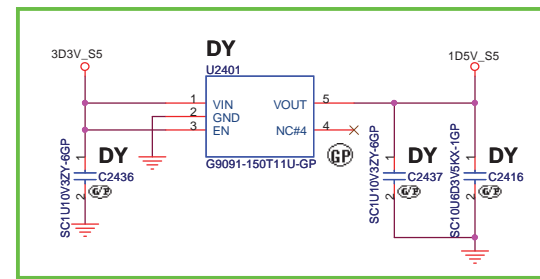 3D3V_S5
DY
U2401
1D5V_S5
1 VIN
2 GND
3 EN
VOUT 5
NC#4 4
G9091-150T11U-GP
GP
SC1U10V3ZY-6GP
1
2
DY
C2436
G/P
SC1U10V3ZY-6GP
1
2
DY
C2437
G/P
SC10U6D3V5KX-1GP
1
2
DY
C2416
G/P